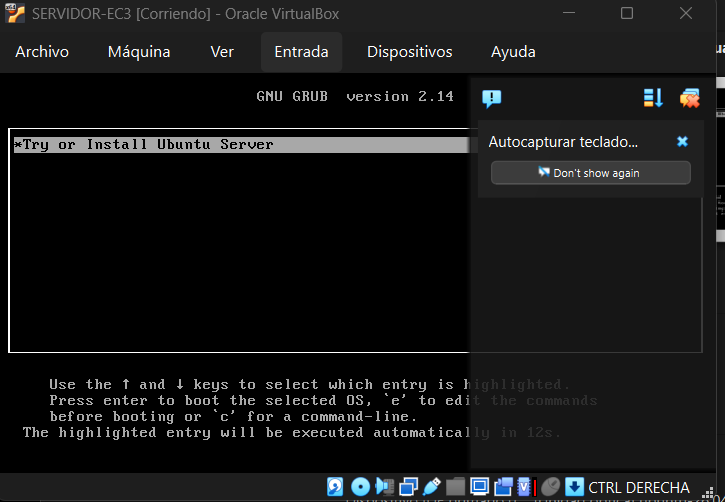 SERVIDOR-EC3 [Corriendo] - Oracle VirtualBox
Archivo Máquina Ver Entrada Dispositivos Ayuda
GNU GRUB version 2.14
*Try or Install Ubuntu Server
Autocapturar teclado...
Don't show again
Use the ↑ and ↓ keys to select which entry is highlighted.
Press enter to boot the selected OS, `e' to edit the commands
before booting or `c' for a command-line.
The highlighted entry will be executed automatically in 12s.
CTRL DERECHA